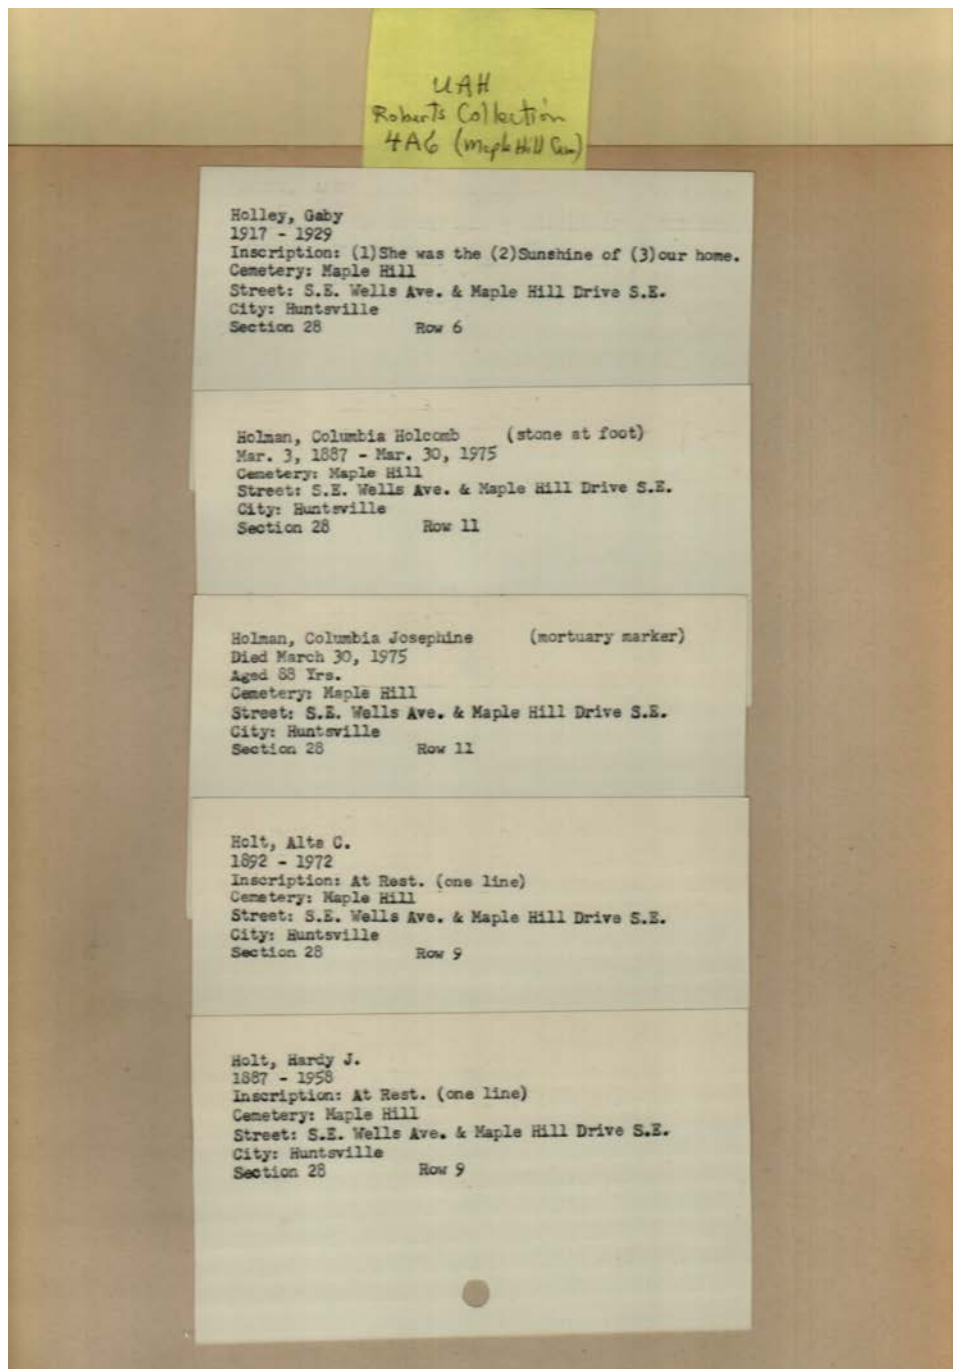 UAH
Roberts Collection
4A6 (Maple Hill Cem)
Holley, Gaby
1917 - 1929
Inscription: (1)She was the (2)Sunshine of (3)our home.
Cemetery: Maple Hill
Street: S.E. Wells Ave. & Maple Hill Drive S.E.
City: Huntsville
Section 28 Row 6
Holman, Columbia Holcomb (stone at foot)
Mar. 3, 1887 - Mar. 30, 1975
Cemetery: Maple Hill
Street: S.E. Wells Ave. & Maple Hill Drive S.E.
City: Huntsville
Section 28 Row 11
Holman, Columbia Josephine (mortuary marker)
Died March 30, 1975
Aged 88 Yrs.
Cemetery: Maple Hill
Street: S.E. Wells Ave. & Maple Hill Drive S.E.
City: Huntsville
Section 28 Row 11
Holt, Alta C.
1892 - 1972
Inscription: At Rest. (one line)
Cemetery: Maple Hill
Street: S.E. Wells Ave. & Maple Hill Drive S.E.
City: Huntsville
Section 28 Row 9
Holt, Hardy J.
1887 - 1958
Inscription: At Rest. (one line)
Cemetery: Maple Hill
Street: S.E. Wells Ave. & Maple Hill Drive S.E.
City: Huntsville
Section 28 Row 9